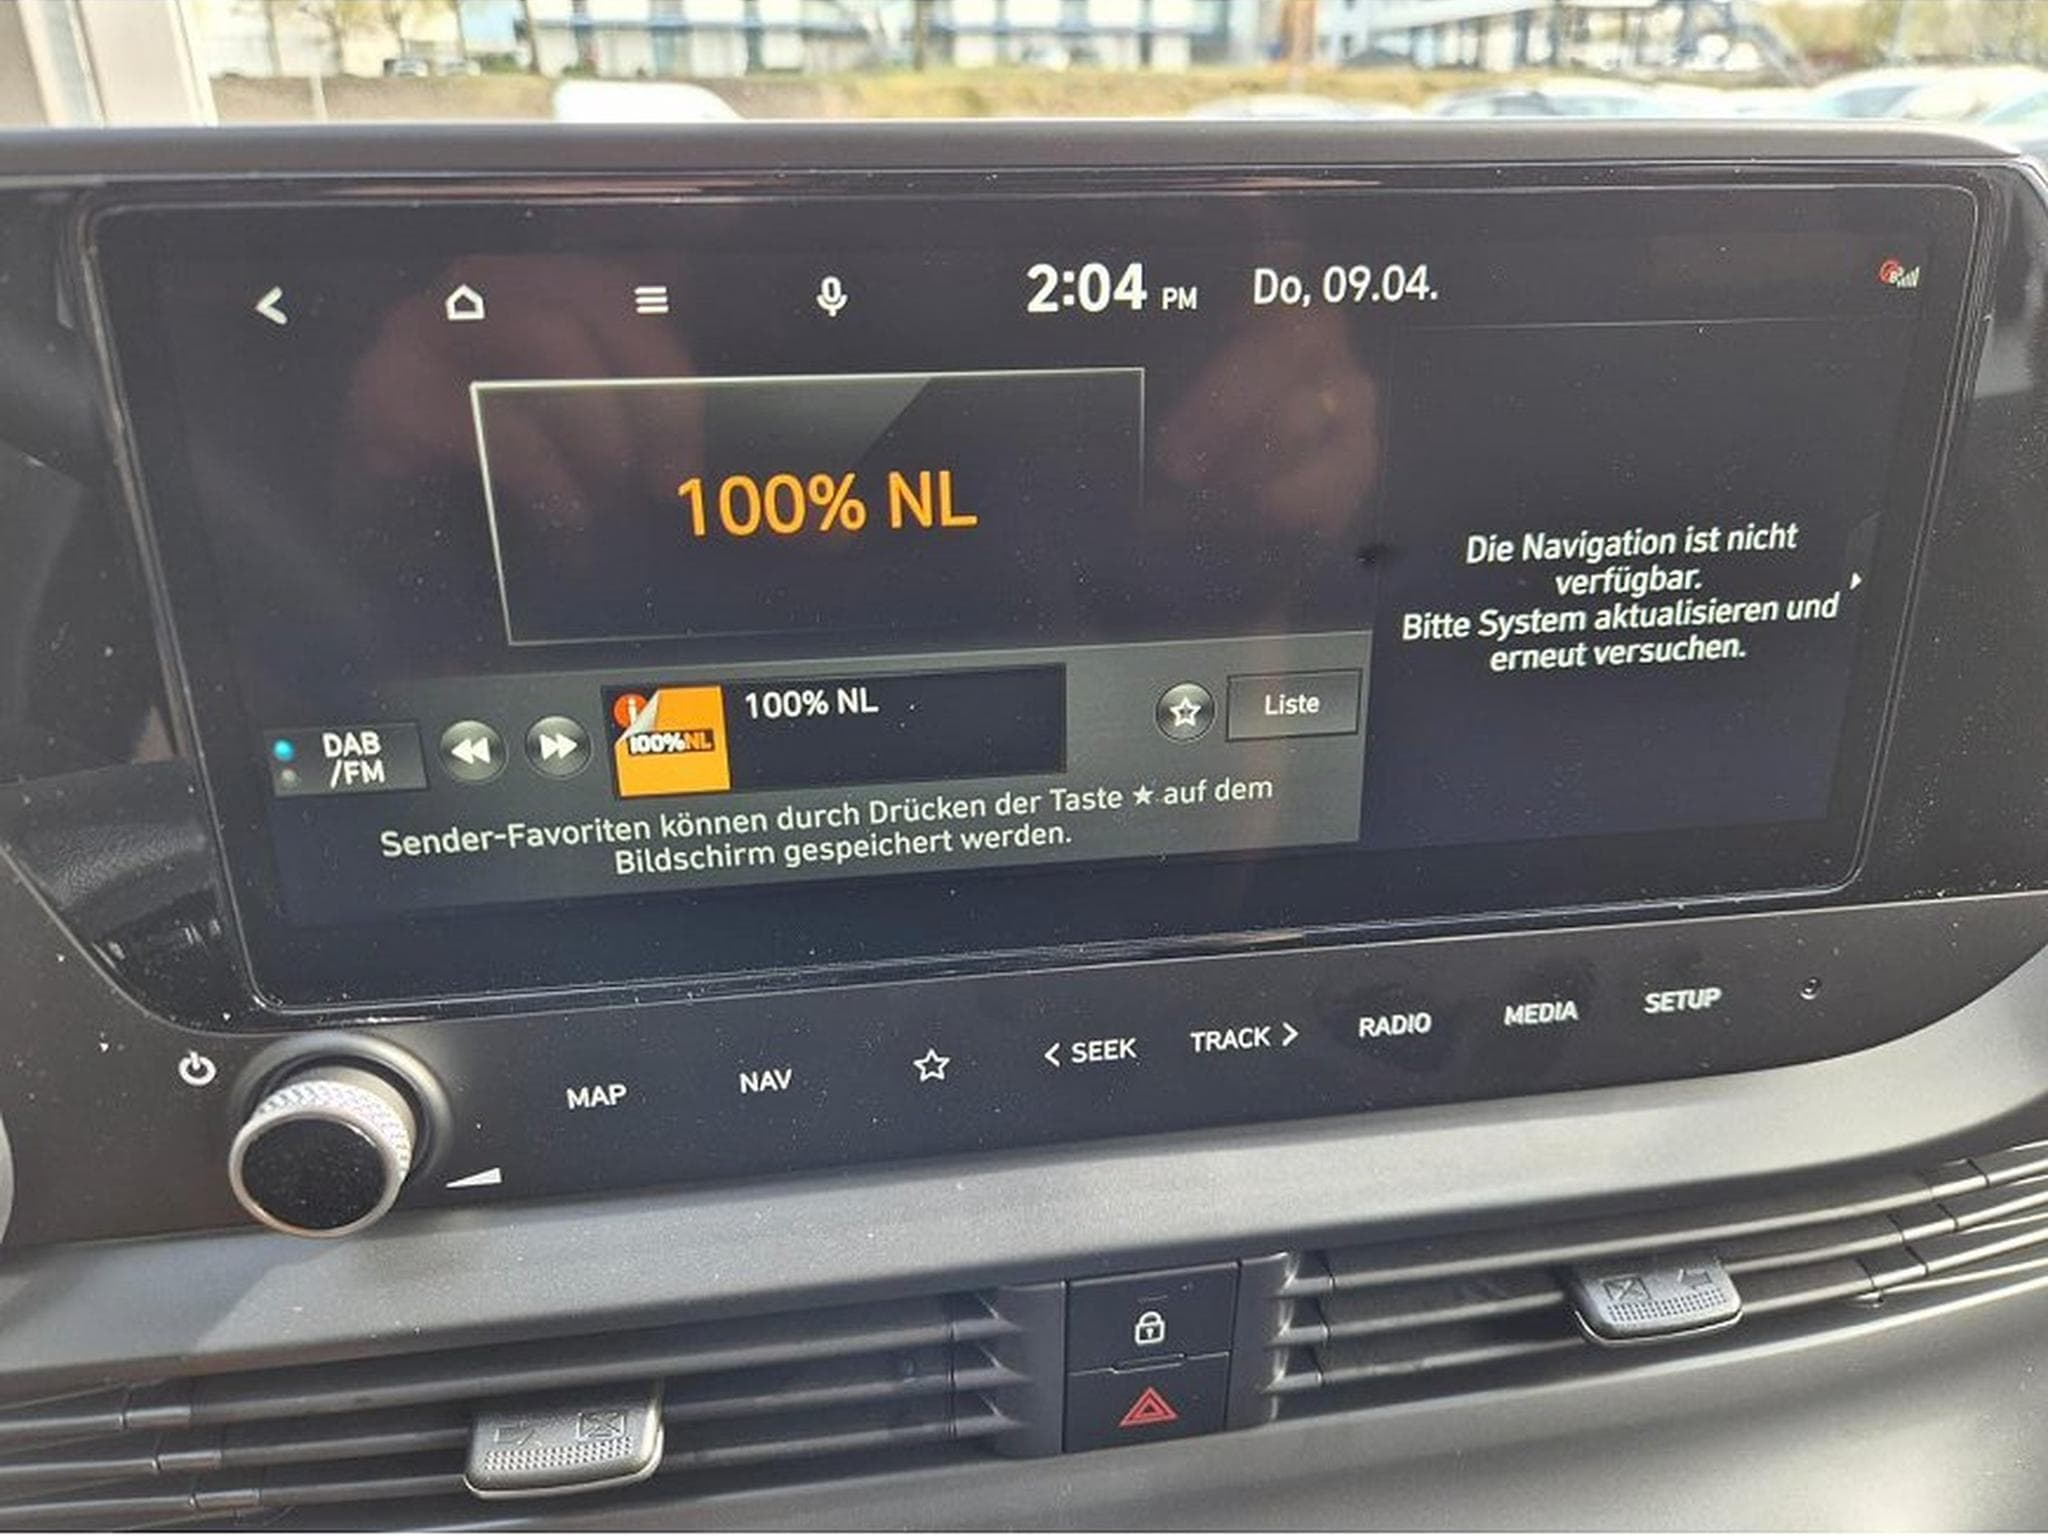 2:04 PM Do, 09.04.
100% NL
Die Navigation ist nicht
verfügbar.
Bitte System aktualisieren und
erneut versuchen.
DAB
/FM
100%NL
100% NL
Liste
Sender-Favoriten können durch Drücken der Taste ★ auf dem
Bildschirm gespeichert werden.
MAP NAV ☆ < SEEK TRACK > RADIO MEDIA SETUP